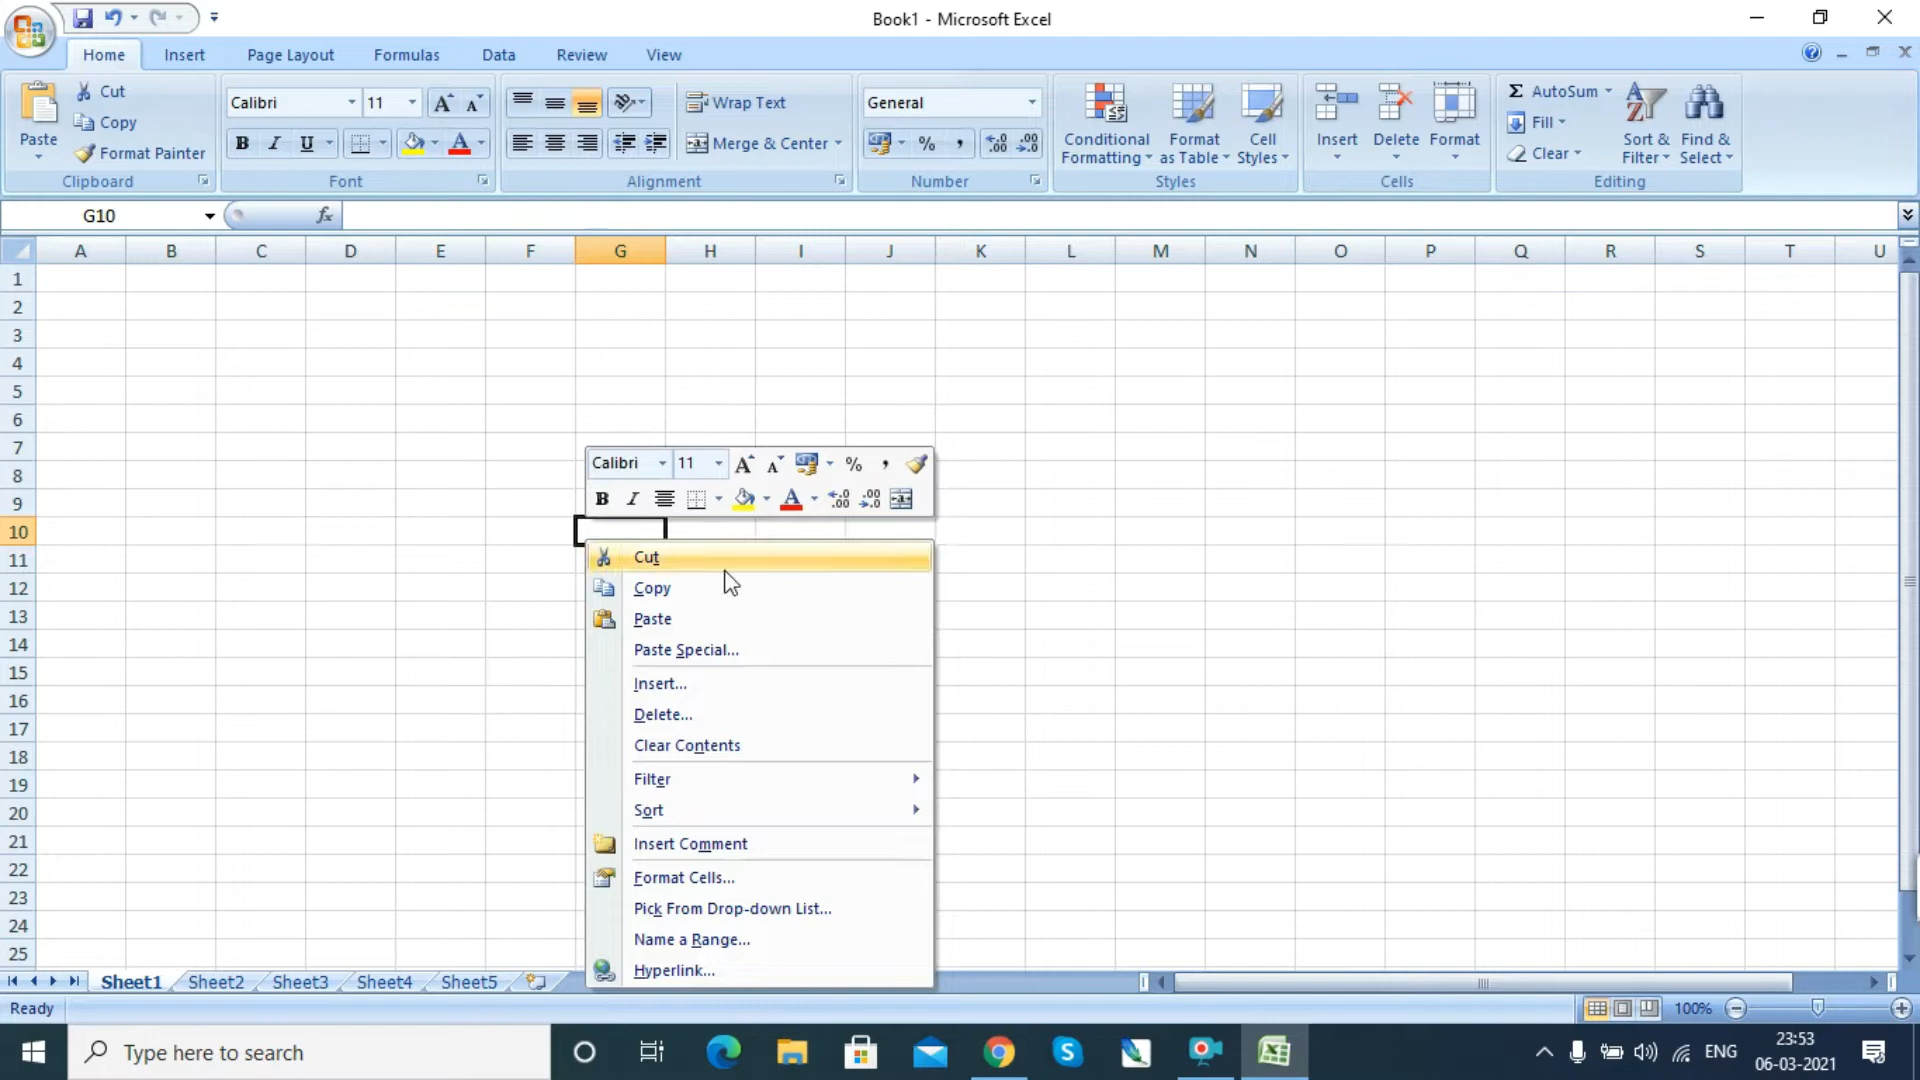 Book1 - Microsoft Excel
Home Insert Page Layout Formulas Data Review View
Cut
Copy
Format Painter
Paste
Clipboard
Calibri 11
B I U
Font
Wrap Text
Merge & Center
Alignment
General
% ,
Number
Conditional Formatting
Format as Table
Cell Styles
Styles
Insert Delete Format
Cells
Σ AutoSum
Fill
Clear
Sort & Filter
Find & Select
Editing
G10 fx
A B C D E F G H I J K L M N O P Q R S T U
1
2
3
4
5
6
7
8
9
10
11
12
13
14
15
16
17
18
19
20
21
22
23
24
25
Calibri 11 A A % ,
B I A
Cut
Copy
Paste
Paste Special...
Insert...
Delete...
Clear Contents
Filter
Sort
Insert Comment
Format Cells...
Pick From Drop-down List...
Name a Range...
Hyperlink...
Sheet1 Sheet2 Sheet3 Sheet4 Sheet5
Ready 100%
Type here to search
ENG
23:53
06-03-2021